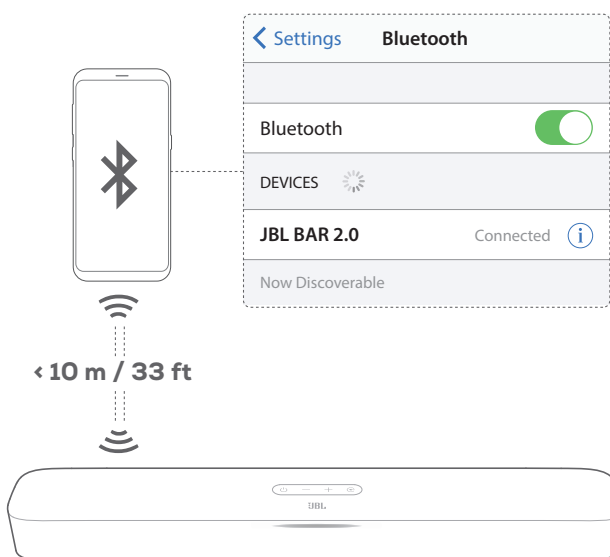 Settings Bluetooth
Bluetooth
DEVICES
JBL BAR 2.0 Connected i
Now Discoverable
< 10 m / 33 ft
JBL